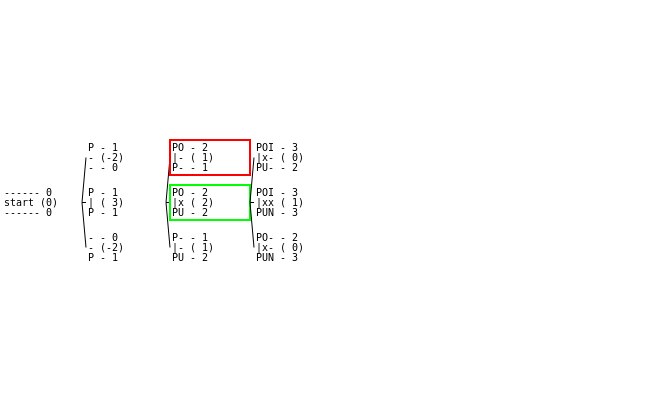 ------ 0
start (0)
------ 0
P - 1
- (-2)
- - 0
P - 1
| ( 3)
P - 1
- - 0
- (-2)
P - 1
PO - 2
|- ( 1)
P- - 1
PO - 2
|x ( 2)
PU - 2
P- - 1
|- ( 1)
PU - 2
POI - 3
|x- ( 0)
PU- - 2
POI - 3
|xx ( 1)
PUN - 3
PO- - 2
|x- ( 0)
PUN - 3